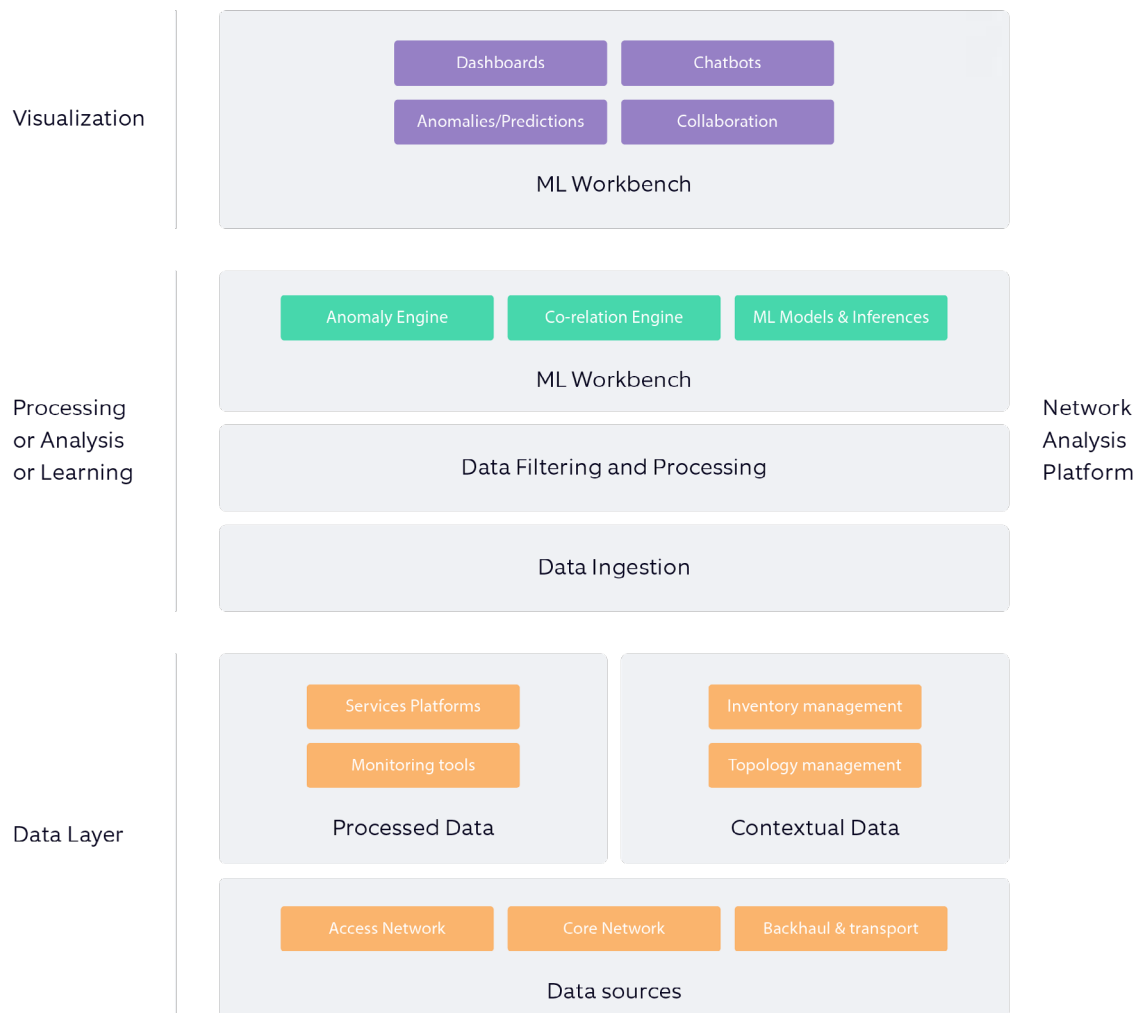 Dashboards
Chatbots
Visualization
Anomalies/Predictions
Collaboration
ML Workbench
Anomaly Engine
Co-relation Engine
ML Models & Inferences
ML Workbench
Processing
or Analysis
or Learning
Network
Analysis
Platform
Data Filtering and Processing
Data Ingestion
Services Platforms
Monitoring tools
Processed Data
Inventory management
Topology management
Contextual Data
Data Layer
Access Network
Core Network
Backhaul & transport
Data sources